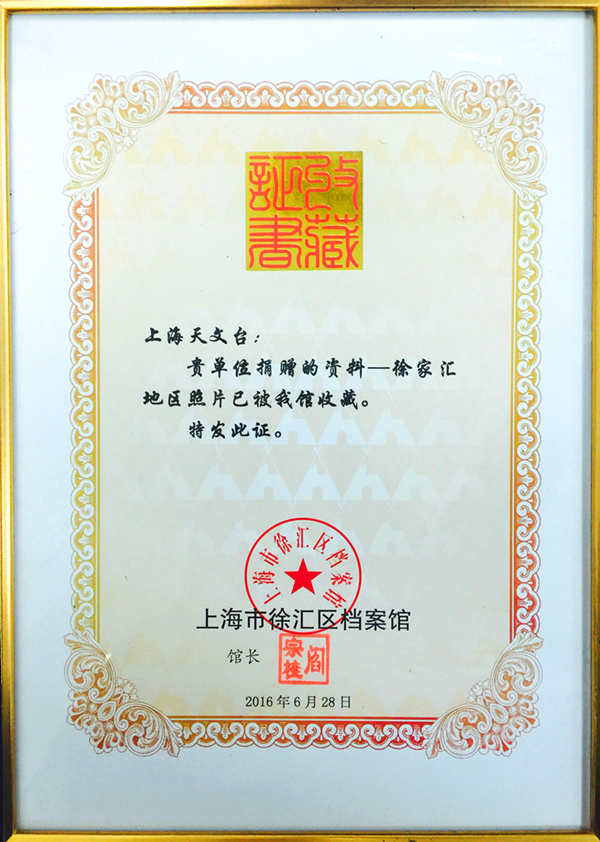 收藏
証書
上海天文台:
贵单位捐赠的资料—徐家汇
地区照片已被我馆收藏。
特发此证。
上海市徐汇区档案馆
上海市徐汇区档案馆
馆长
2016年6月28日